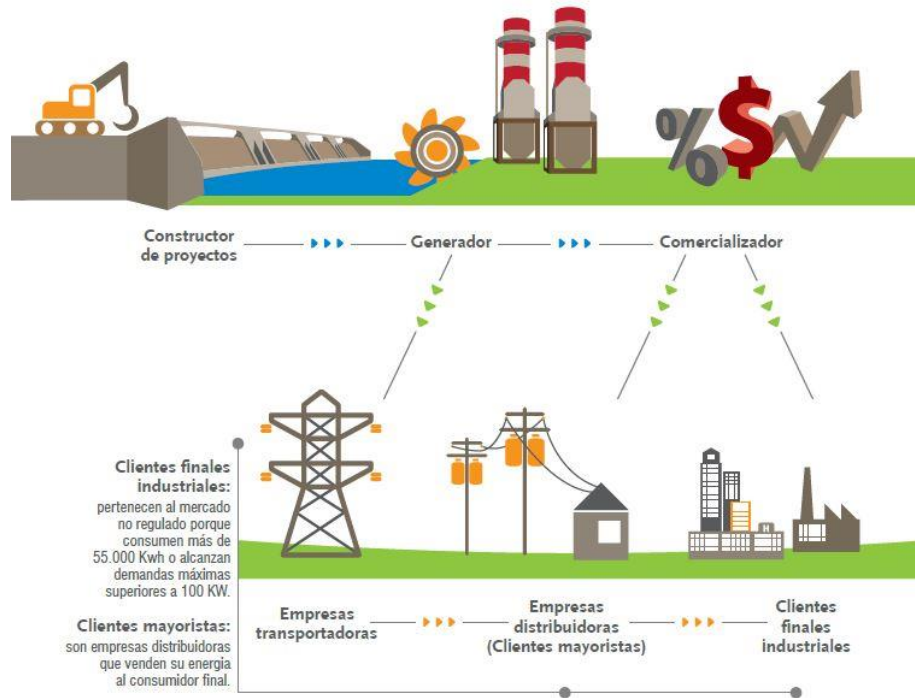 % $
Constructor
de proyectos
Generador
Comercializador
Clientes finales
industriales:
pertenecen al mercado
no regulado porque
consumen más de
55.000 Kwh o alcanzan
demandas máximas
superiores a 100 KW.
Clientes mayoristas:
son empresas distribuidoras
que venden su energia
al consumidor final.
H
Empresas
transportadoras
Empresas
distribuidoras
(Clientes mayoristas)
Clientes
finales
industriales